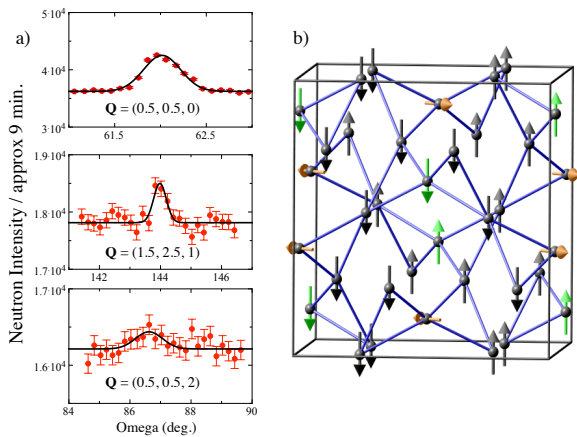 a)
b)
Neutron Intensity / approx 9 min.
5·10⁴
4·10⁴
3·10⁴
Q = (0.5, 0.5, 0)
61.5
62.5
1.9·10⁴
1.8·10⁴
1.7·10⁴
Q = (1.5, 2.5, 1)
142
144
146
1.7·10⁴
1.6·10⁴
Q = (0.5, 0.5, 2)
84
86
88
90
Omega (deg.)